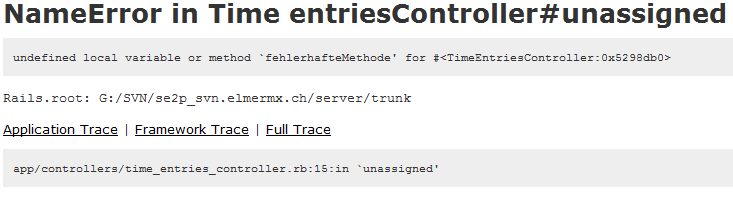 NameError in Time entriesController#unassigned
undefined local variable or method `fehlerhafteMethode' for #<TimeEntriesController:0x5298db0>
Rails.root: G:/SVN/se2p_svn.elmermx.ch/server/trunk
Application Trace | Framework Trace | Full Trace
app/controllers/time_entries_controller.rb:15:in `unassigned'